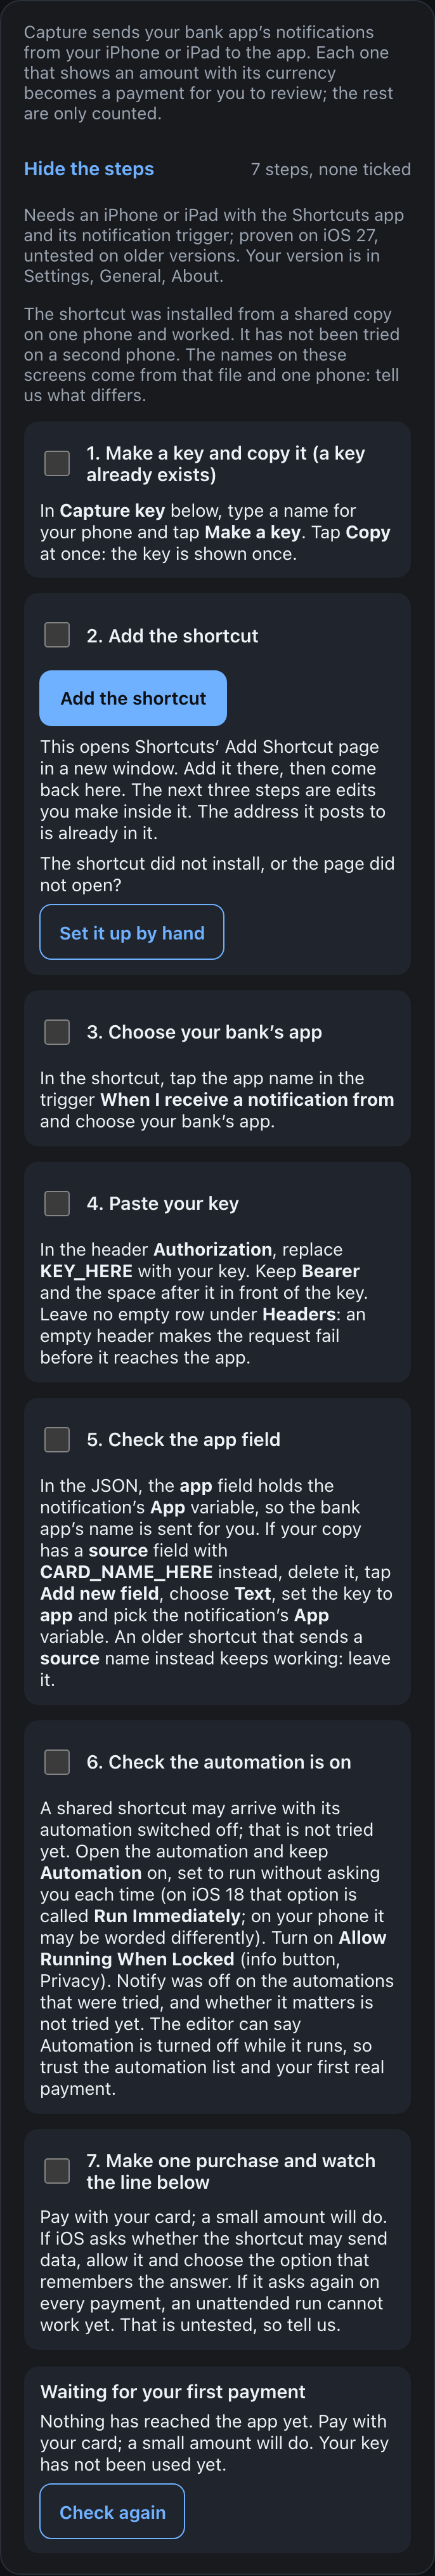 Capture sends your bank app’s notifications
from your iPhone or iPad to the app. Each one
that shows an amount with its currency
becomes a payment for you to review; the rest
are only counted.
Hide the steps
7 steps, none ticked
Needs an iPhone or iPad with the Shortcuts app
and its notification trigger; proven on iOS 27,
untested on older versions. Your version is in
Settings, General, About.
The shortcut was installed from a shared copy
on one phone and worked. It has not been tried
on a second phone. The names on these
screens come from that file and one phone: tell
us what differs.
1. Make a key and copy it (a key
already exists)
In Capture key below, type a name for
your phone and tap Make a key. Tap Copy
at once: the key is shown once.
2. Add the shortcut
Add the shortcut
This opens Shortcuts’ Add Shortcut page
in a new window. Add it there, then come
back here. The next three steps are edits
you make inside it. The address it posts to
is already in it.
The shortcut did not install, or the page did
not open?
Set it up by hand
3. Choose your bank’s app
In the shortcut, tap the app name in the
trigger When I receive a notification from
and choose your bank’s app.
4. Paste your key
In the header Authorization, replace
KEY_HERE with your key. Keep Bearer
and the space after it in front of the key.
Leave no empty row under Headers: an
empty header makes the request fail
before it reaches the app.
5. Check the app field
In the JSON, the app field holds the
notification’s App variable, so the bank
app’s name is sent for you. If your copy
has a source field with
CARD_NAME_HERE instead, delete it, tap
Add new field, choose Text, set the key to
app and pick the notification’s App
variable. An older shortcut that sends a
source name instead keeps working: leave
it.
6. Check the automation is on
A shared shortcut may arrive with its
automation switched off; that is not tried
yet. Open the automation and keep
Automation on, set to run without asking
you each time (on iOS 18 that option is
called Run Immediately; on your phone it
may be worded differently). Turn on Allow
Running When Locked (info button,
Privacy). Notify was off on the automations
that were tried, and whether it matters is
not tried yet. The editor can say
Automation is turned off while it runs, so
trust the automation list and your first real
payment.
7. Make one purchase and watch
the line below
Pay with your card; a small amount will do.
If iOS asks whether the shortcut may send
data, allow it and choose the option that
remembers the answer. If it asks again on
every payment, an unattended run cannot
work yet. That is untested, so tell us.
Waiting for your first payment
Nothing has reached the app yet. Pay with
your card; a small amount will do. Your key
has not been used yet.
Check again